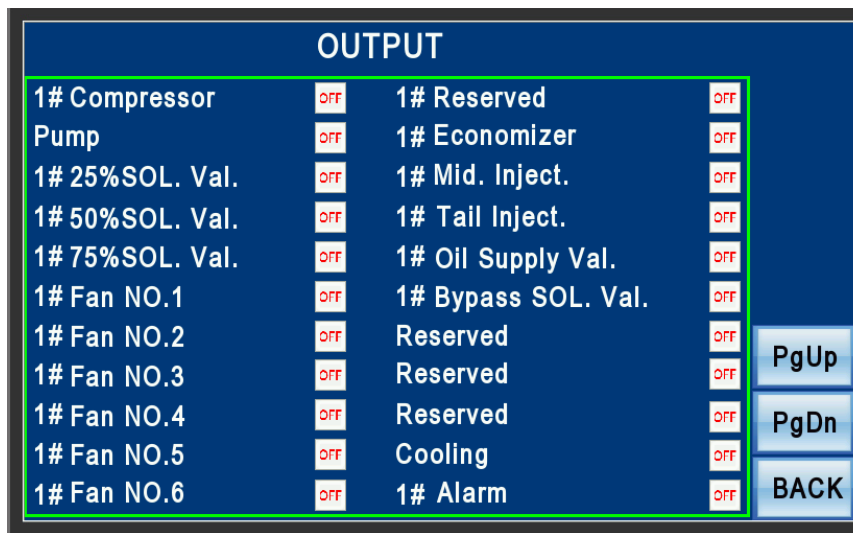 OUTPUT
1# Compressor OFF 1# Reserved OFF
Pump OFF 1# Economizer OFF
1# 25%SOL. Val. OFF 1# Mid. Inject. OFF
1# 50%SOL. Val. OFF 1# Tail Inject. OFF
1# 75%SOL. Val. OFF 1# Oil Supply Val. OFF
1# Fan NO.1 OFF 1# Bypass SOL. Val. OFF
1# Fan NO.2 OFF Reserved OFF
1# Fan NO.3 OFF Reserved OFF
1# Fan NO.4 OFF Reserved OFF
1# Fan NO.5 OFF Cooling OFF
1# Fan NO.6 OFF 1# Alarm OFF
PgUp
PgDn
BACK